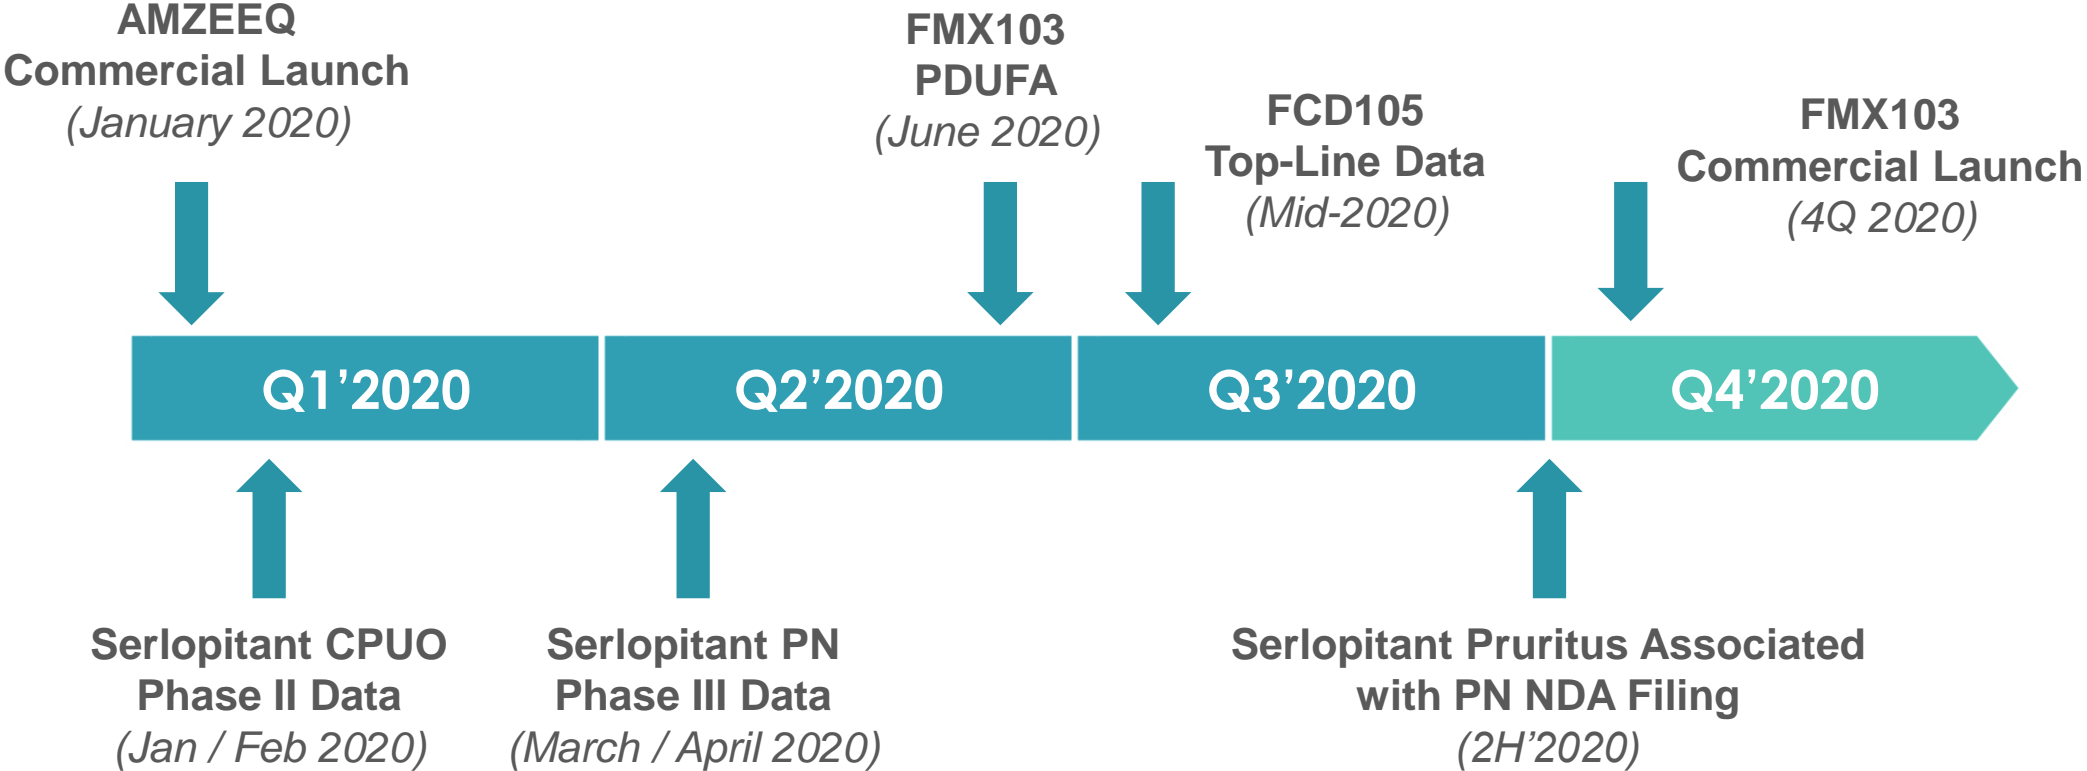 AMZEEQ
Commercial Launch
(January 2020)
FMX103
PDUFA
(June 2020)
FCD105
Top-Line Data
(Mid-2020)
FMX103
Commercial Launch
(4Q 2020)
Q1’2020
Q2’2020
Q3’2020
Q4’2020
Serlopitant CPUO
Phase II Data
(Jan / Feb 2020)
Serlopitant PN
Phase III Data
(March / April 2020)
Serlopitant Pruritus Associated
with PN NDA Filing
(2H’2020)